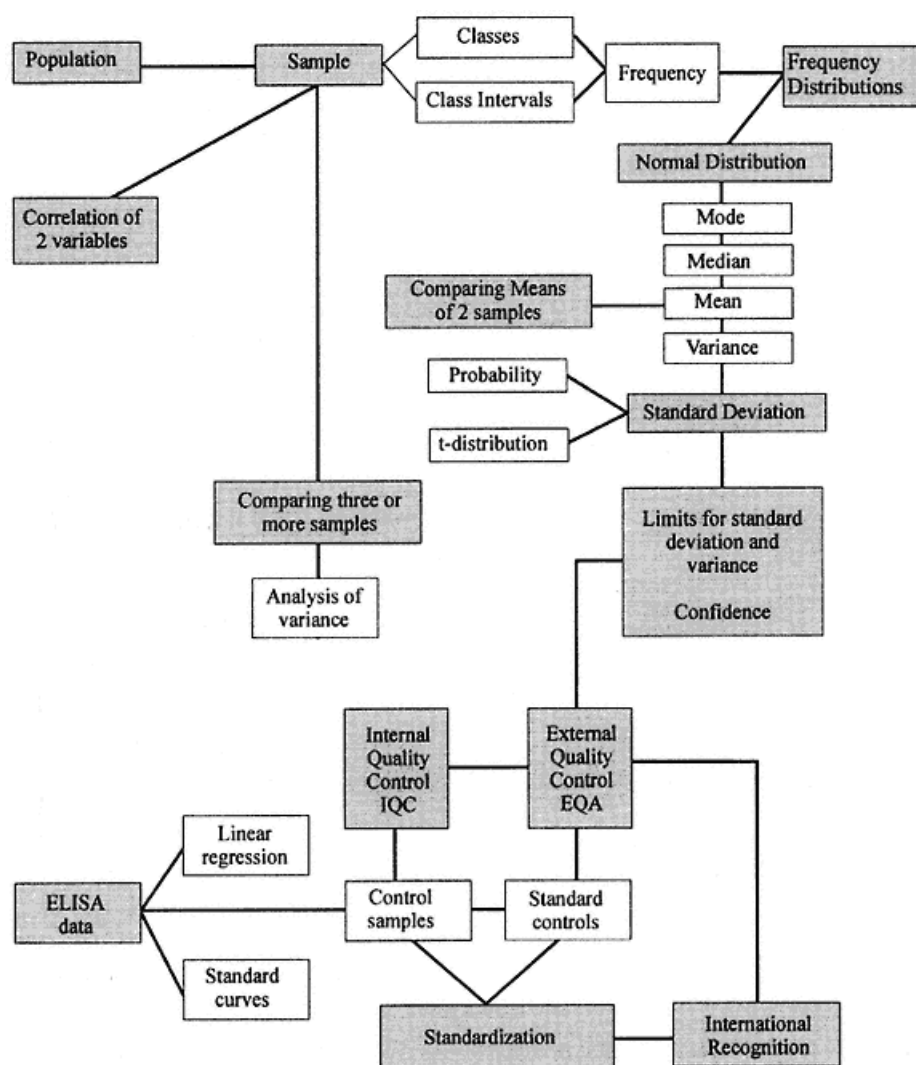 Population
Sample
Classes
Class Intervals
Frequency
Frequency
Distributions
Normal Distribution
Correlation of
2 variables
Mode
Median
Comparing Means
of 2 samples
Mean
Variance
Probability
Standard Deviation
t-distribution
Comparing three or
more samples
Limits for standard
deviation and
variance
Confidence
Analysis of
variance
Internal
Quality
Control
IQC
External
Quality
Control
EQA
Linear
regression
ELISA
data
Control
samples
Standard
controls
Standard
curves
Standardization
International
Recognition